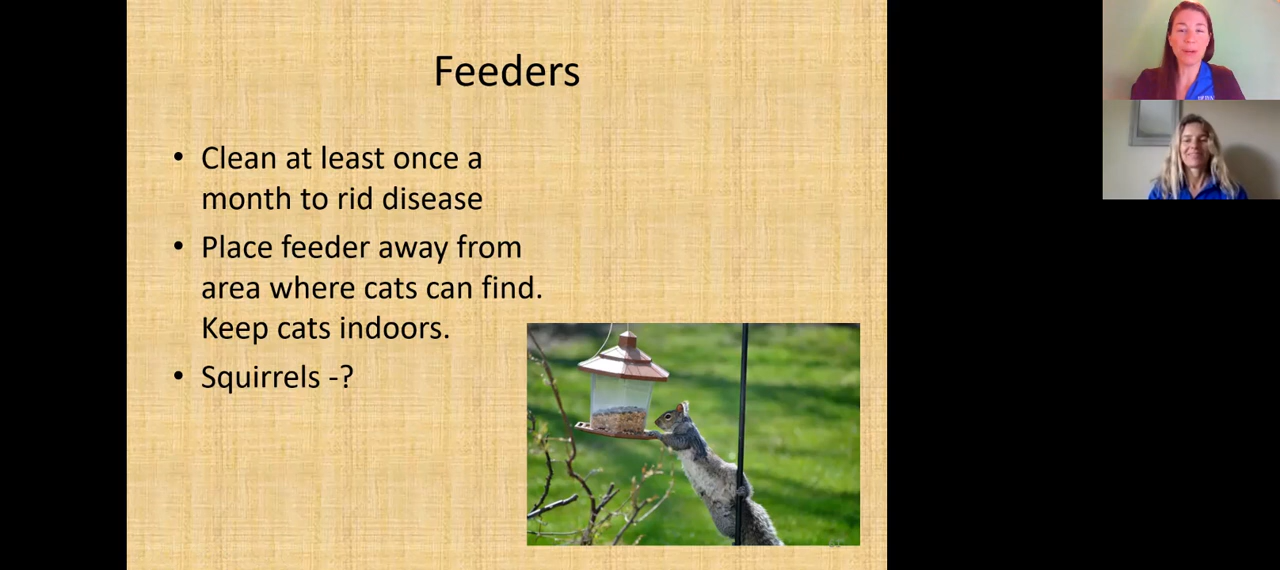 Feeders
• Clean at least once a
month to rid disease
• Place feeder away from
area where cats can find.
Keep cats indoors.
• Squirrels -?